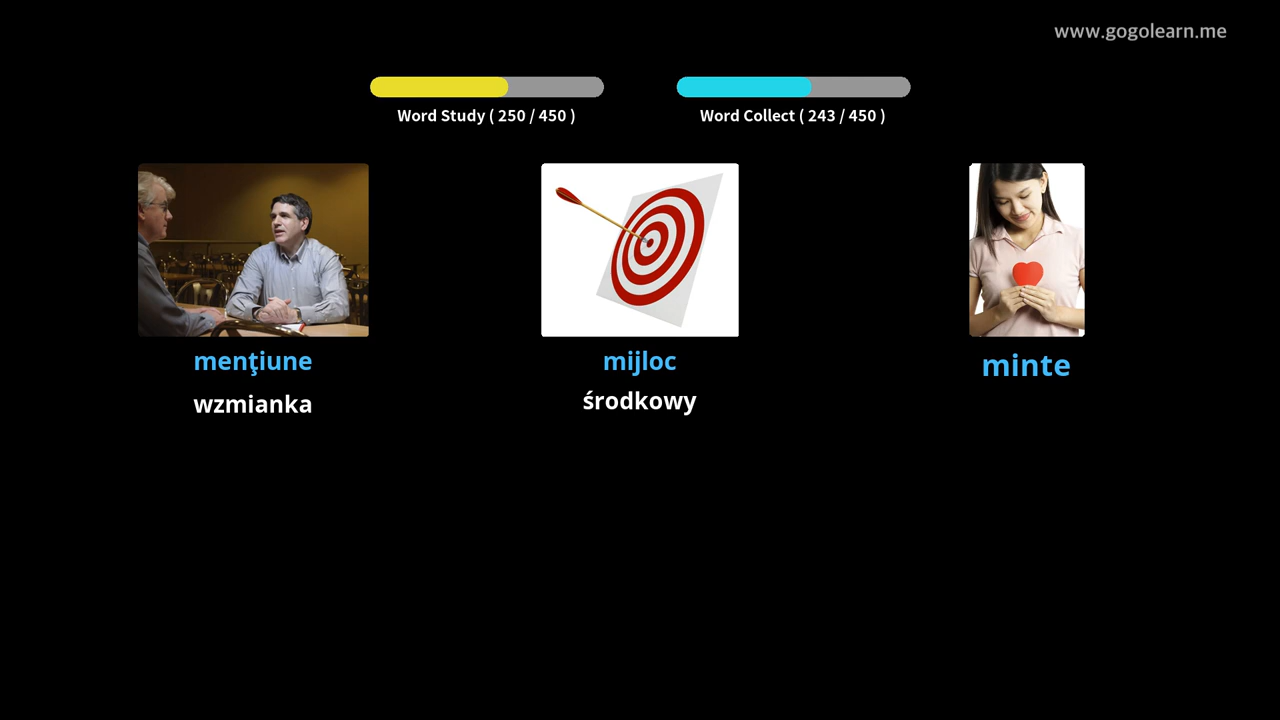 www.gogolearn.me
Word Study ( 250 / 450 )
Word Collect ( 243 / 450 )
menţiune
mijloc
minte
wzmianka
środkowy